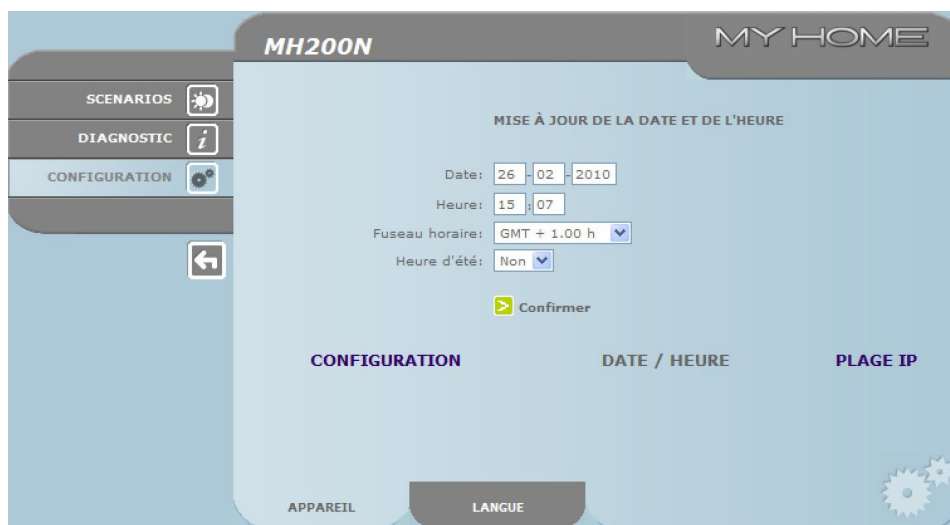 MH200N
MY HOME
SCENARIOS
DIAGNOSTIC
CONFIGURATION
MISE À JOUR DE LA DATE ET DE L'HEURE
Date: 26 - 02 - 2010
Heure: 15 : 07
Fuseau horaire: GMT + 1.00 h
Heure d'été: Non
> Confirmer
CONFIGURATION DATE / HEURE PLAGE IP
APPAREIL LANGUE